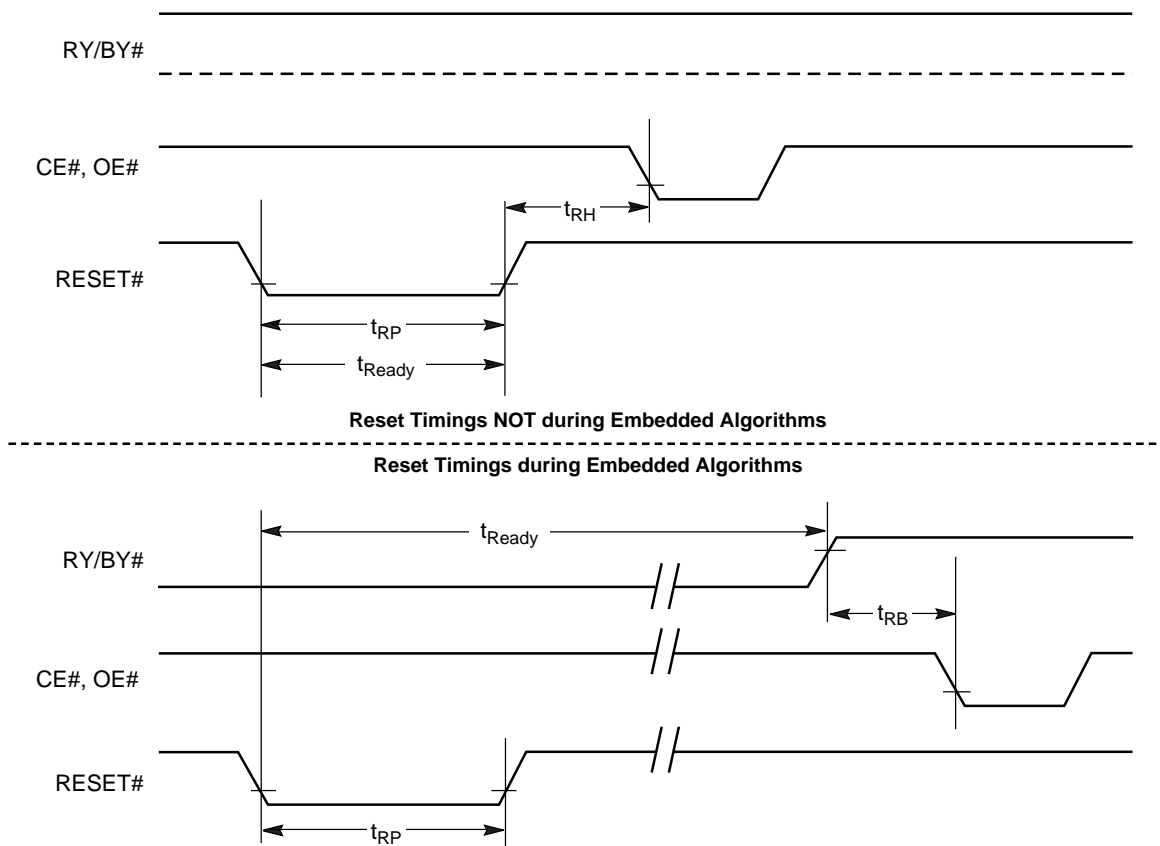 RY/BY#
CE#, OE#
tRH
RESET#
tRP
tReady
Reset Timings NOT during Embedded Algorithms
Reset Timings during Embedded Algorithms
tReady
RY/BY#
tRB
CE#, OE#
RESET#
tRP